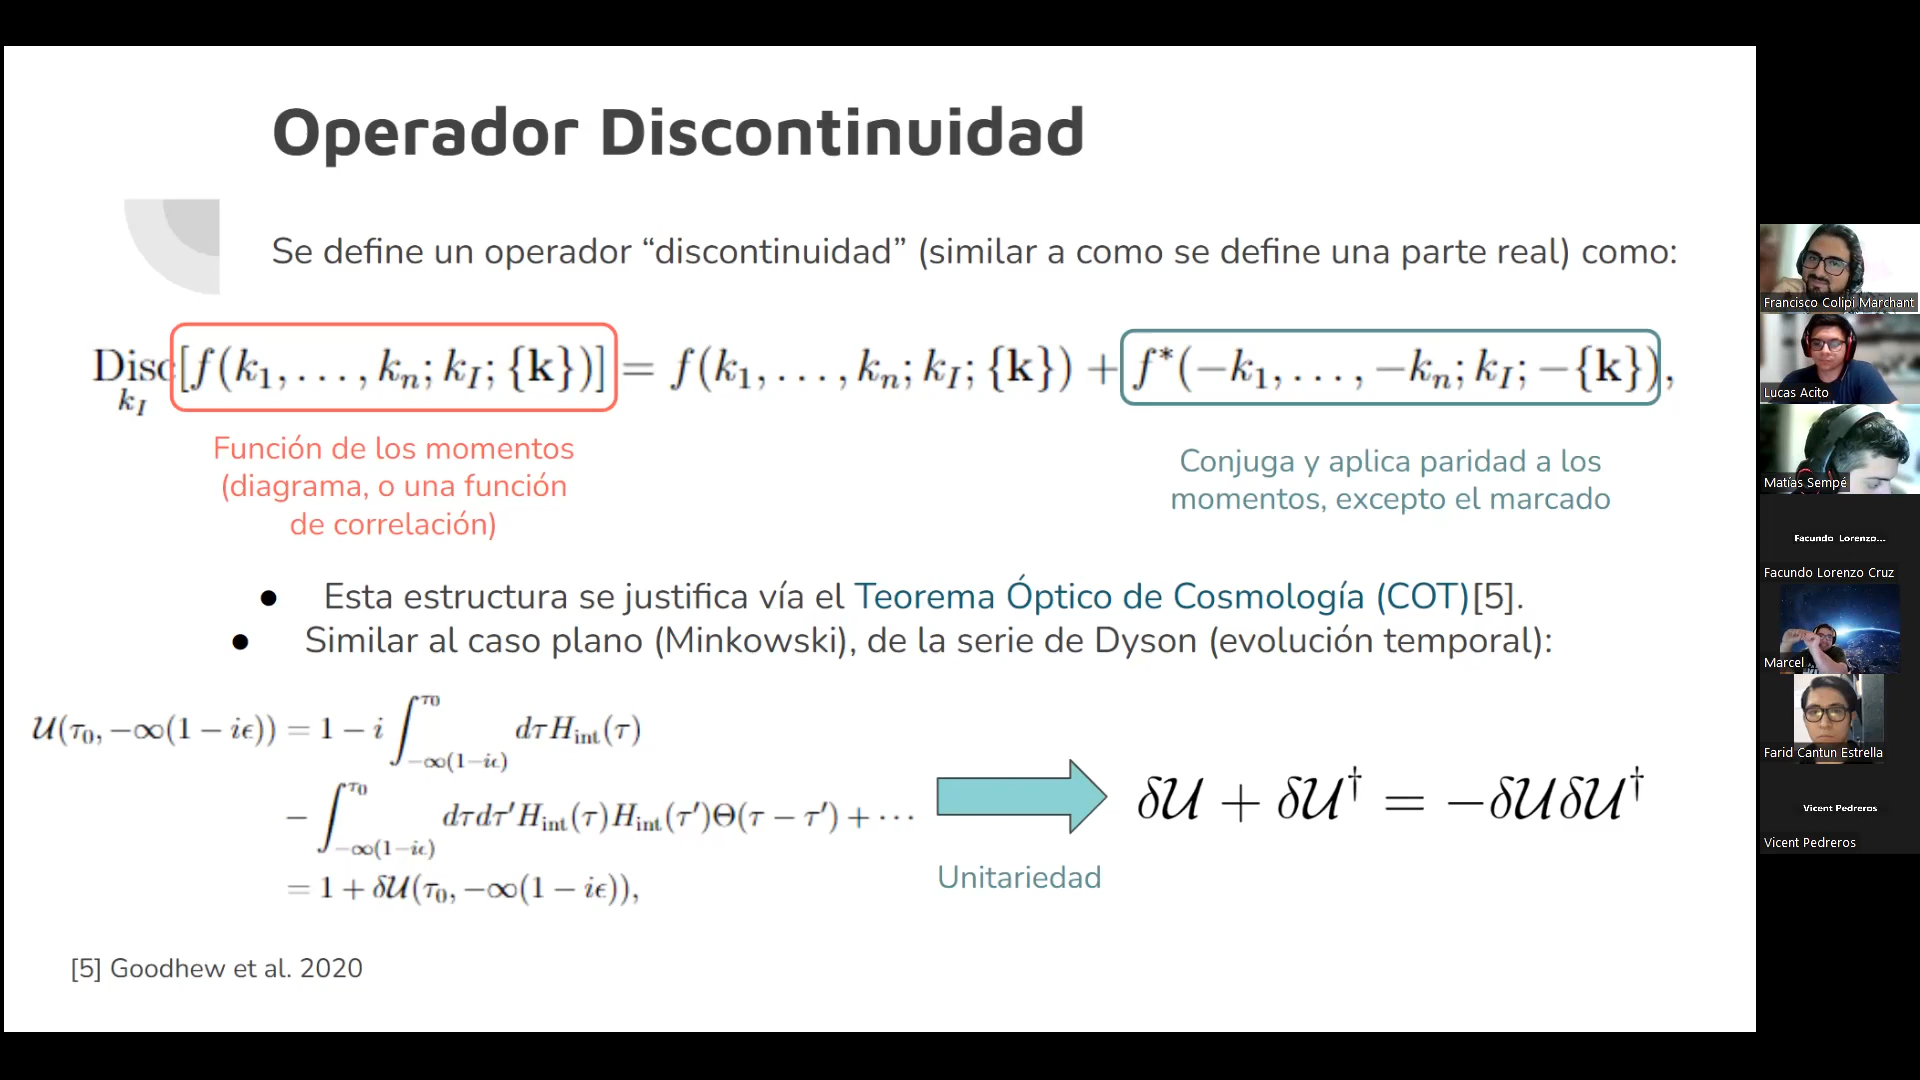 Operador Discontinuidad
Se define un operador “discontinuidad” (similar a como se define una parte real) como:
Disc[f(k₁, . . . , kₙ; k_I; {𝐤})] = f(k₁, . . . , kₙ; k_I; {𝐤}) + f*(−k₁, . . . , −kₙ; k_I; −{𝐤}),
k_I
Función de los momentos
(diagrama, o una función
de correlación)
Conjuga y aplica paridad a los
momentos, excepto el marcado
● Esta estructura se justifica vía el Teorema Óptico de Cosmología (COT)[5].
● Similar al caso plano (Minkowski), de la serie de Dyson (evolución temporal):
𝒰(τ₀, −∞(1 − iϵ)) = 1 − i ∫_{−∞(1−iϵ)}^{τ₀} dτ H_int(τ)
− ∫_{−∞(1−iϵ)}^{τ₀} dτdτ′H_int(τ)H_int(τ′)Θ(τ − τ′) + ⋯
= 1 + δ𝒰(τ₀, −∞(1 − iϵ)),
δ𝒰 + δ𝒰† = −δ𝒰δ𝒰†
Unitariedad
[5] Goodhew et al. 2020
Francisco Colipi Marchant
Lucas Acito
Matías Sempé
Facundo Lorenzo...
Facundo Lorenzo Cruz
Marcel
Farid Cantun Estrella
Vicent Pedreros
Vicent Pedreros